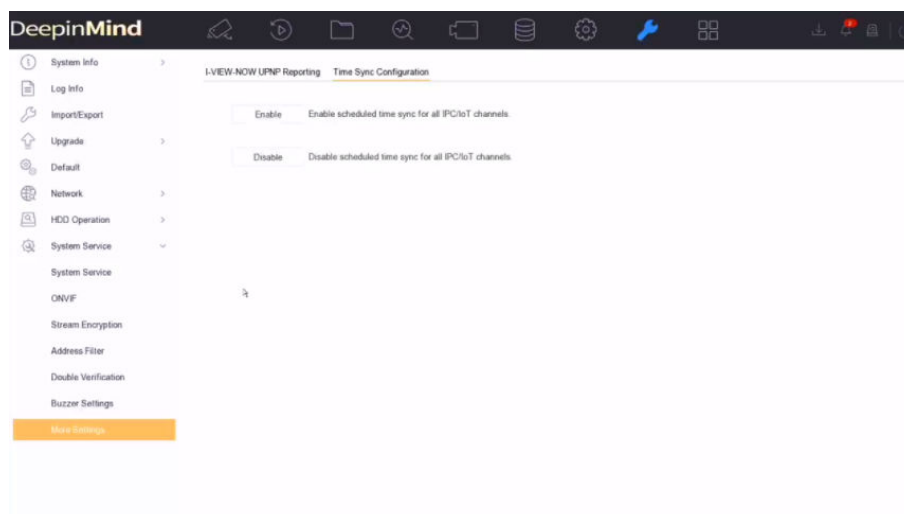 DeepinMind
System Info
Log Info
Import/Export
Upgrade
Default
Network
HDD Operation
System Service
System Service
ONVIF
Stream Encryption
Address Filter
Double Verification
Buzzer Settings
More Settings
I-VIEW-NOW UPNP Reporting Time Sync Configuration
Enable Enable scheduled time sync for all IPC/IoT channels.
Disable Disable scheduled time sync for all IPC/IoT channels.